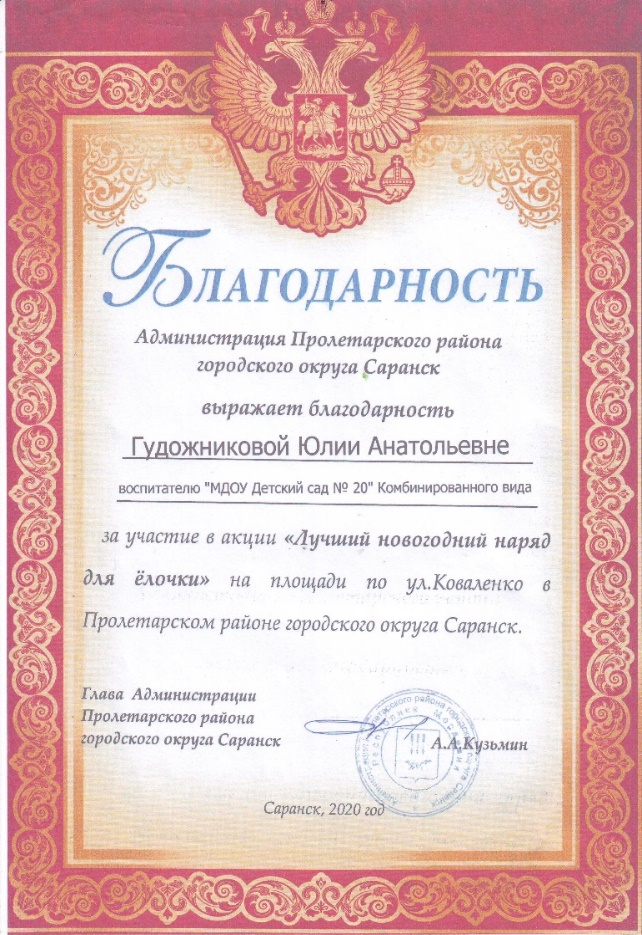 Благодарность
Администрация Пролетарского района
городского округа Саранск
выражает благодарность
Гудожниковой Юлии Анатольевне
воспитателю "МДОУ Детский сад № 20" Комбинированного вида
за участие в акции «Лучший новогодний наряд
для ёлочки» на площади по ул.Коваленко в
Пролетарском районе городского округа Саранск.
Глава Администрации
Пролетарского района
городского округа Саранск
А.А.Кузьмин
Саранск, 2020 год